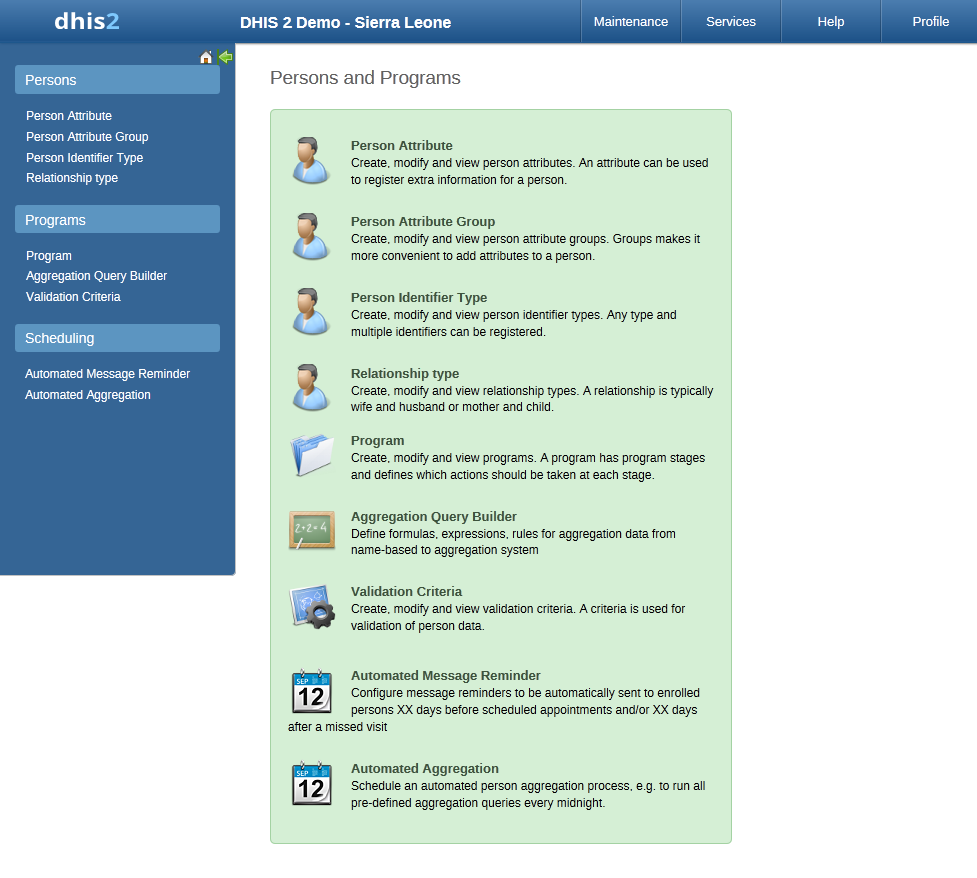 dhis2
DHIS 2 Demo - Sierra Leone
Maintenance
Services
Help
Profile
Persons
Person Attribute
Person Attribute Group
Person Identifier Type
Relationship type
Programs
Program
Aggregation Query Builder
Validation Criteria
Scheduling
Automated Message Reminder
Automated Aggregation
Persons and Programs
Person Attribute
Create, modify and view person attributes. An attribute can be used
to register extra information for a person.
Person Attribute Group
Create, modify and view person attribute groups. Groups makes it
more convenient to add attributes to a person.
Person Identifier Type
Create, modify and view person identifier types. Any type and
multiple identifiers can be registered.
Relationship type
Create, modify and view relationship types. A relationship is typically
wife and husband or mother and child.
Program
Create, modify and view programs. A program has program stages
and defines which actions should be taken at each stage.
2+2=4
Aggregation Query Builder
Define formulas, expressions, rules for aggregation data from
name-based to aggregation system
Validation Criteria
Create, modify and view validation criteria. A criteria is used for
validation of person data.
SEP
12
Automated Message Reminder
Configure message reminders to be automatically sent to enrolled
persons XX days before scheduled appointments and/or XX days
after a missed visit
SEP
12
Automated Aggregation
Schedule an automated person aggregation process, e.g. to run all
pre-defined aggregation queries every midnight.